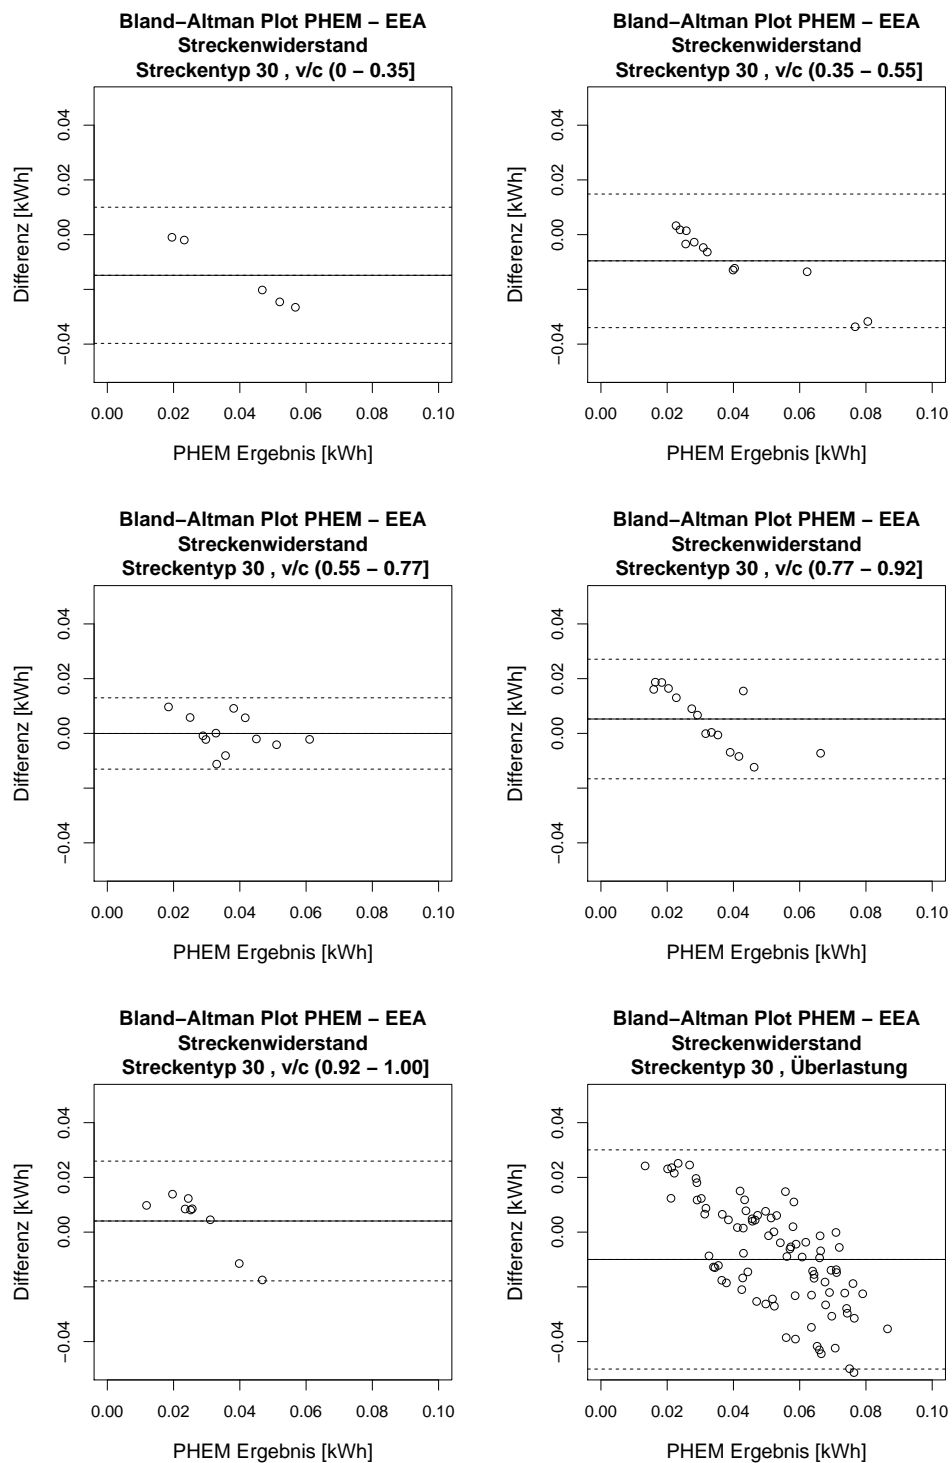 Bland−Altman Plot PHEM − EEA
Streckenwiderstand
Streckentyp 30 , v/c (0 − 0.35]
0.04
0.02
0.00
−0.04
Differenz [kWh]
0.00 0.02 0.04 0.06 0.08 0.10
PHEM Ergebnis [kWh]
Bland−Altman Plot PHEM − EEA
Streckenwiderstand
Streckentyp 30 , v/c (0.35 − 0.55]
0.04
0.02
0.00
−0.04
Differenz [kWh]
0.00 0.02 0.04 0.06 0.08 0.10
PHEM Ergebnis [kWh]
Bland−Altman Plot PHEM − EEA
Streckenwiderstand
Streckentyp 30 , v/c (0.55 − 0.77]
0.04
0.02
0.00
−0.04
Differenz [kWh]
0.00 0.02 0.04 0.06 0.08 0.10
PHEM Ergebnis [kWh]
Bland−Altman Plot PHEM − EEA
Streckenwiderstand
Streckentyp 30 , v/c (0.77 − 0.92]
0.04
0.02
0.00
−0.04
Differenz [kWh]
0.00 0.02 0.04 0.06 0.08 0.10
PHEM Ergebnis [kWh]
Bland−Altman Plot PHEM − EEA
Streckenwiderstand
Streckentyp 30 , v/c (0.92 − 1.00]
0.04
0.02
0.00
−0.04
Differenz [kWh]
0.00 0.02 0.04 0.06 0.08 0.10
PHEM Ergebnis [kWh]
Bland−Altman Plot PHEM − EEA
Streckenwiderstand
Streckentyp 30 , Überlastung
0.04
0.02
0.00
−0.04
Differenz [kWh]
0.00 0.02 0.04 0.06 0.08 0.10
PHEM Ergebnis [kWh]